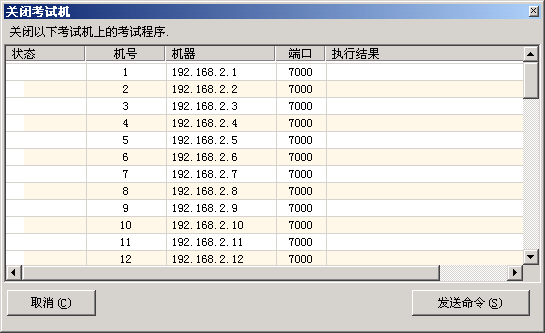 关闭考试机
关闭以下考试机上的考试程序.
状态 机号 机器 端口 执行结果
1 192.168.2.1 7000
2 192.168.2.2 7000
3 192.168.2.3 7000
4 192.168.2.4 7000
5 192.168.2.5 7000
6 192.168.2.6 7000
7 192.168.2.7 7000
8 192.168.2.8 7000
9 192.168.2.9 7000
10 192.168.2.10 7000
11 192.168.2.11 7000
12 192.168.2.12 7000
取消(C) 发送命令(S)